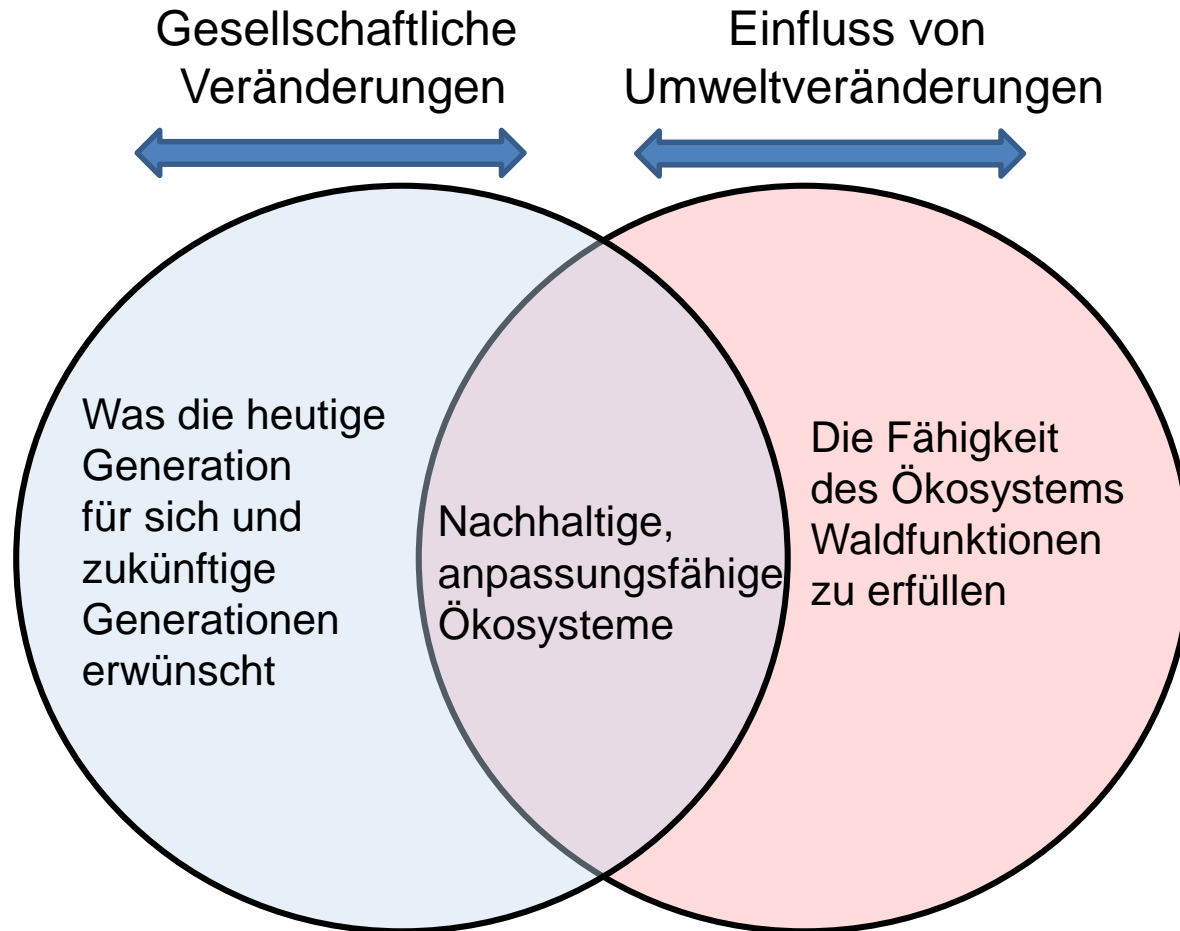 Gesellschaftliche
Veränderungen
Einfluss von
Umweltveränderungen
Was die heutige
Generation
für sich und
zukünftige
Generationen
erwünscht
Nachhaltige,
anpassungsfähige
Ökosysteme
Die Fähigkeit
des Ökosystems
Waldfunktionen
zu erfüllen